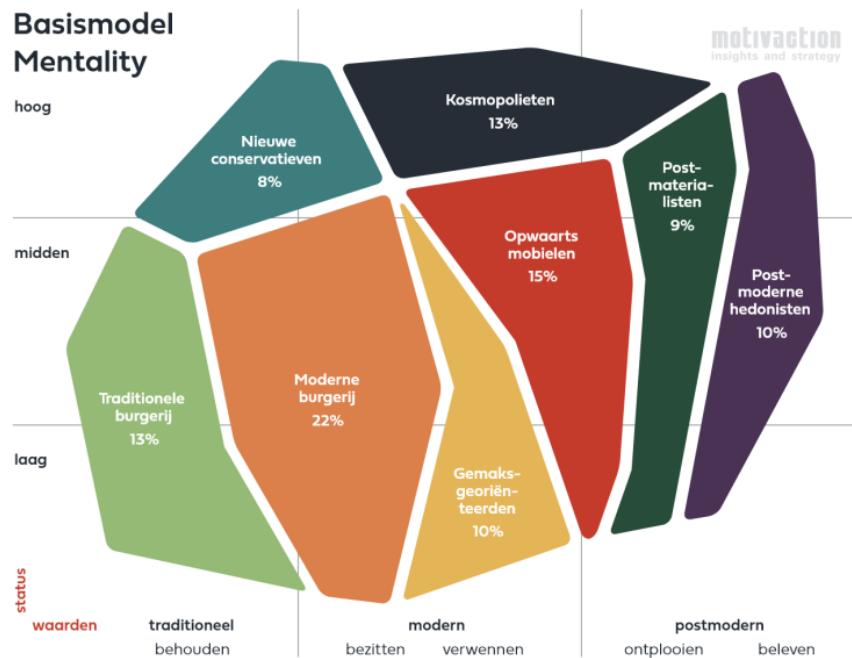 Basismodel
Mentality
motivaction
insights and strategy
hoog
Kosmopolieten
13%
Nieuwe
conservatieven
8%
Post-
materia-
listen
9%
midden
Opwaarts
mobielen
15%
Post-
moderne
hedonisten
10%
Traditionele
burgerij
13%
Moderne
burgerij
22%
laag
Gemaks-
georiën-
teerden
10%
status
waarden traditioneel modern postmodern
behouden bezitten verwennen ontplooien beleven